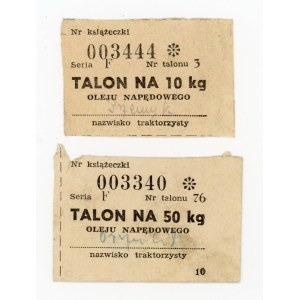 Nr książeczki
003444 ❊
Seria F Nr talonu 3
TALON NA 10 kg
OLEJU NAPĘDOWEGO
nazwisko traktorzysty
Nr książeczki
003340 ❊
Seria F Nr talonu 76
TALON NA 50 kg
OLEJU NAPĘDOWEGO
nazwisko traktorzysty
10